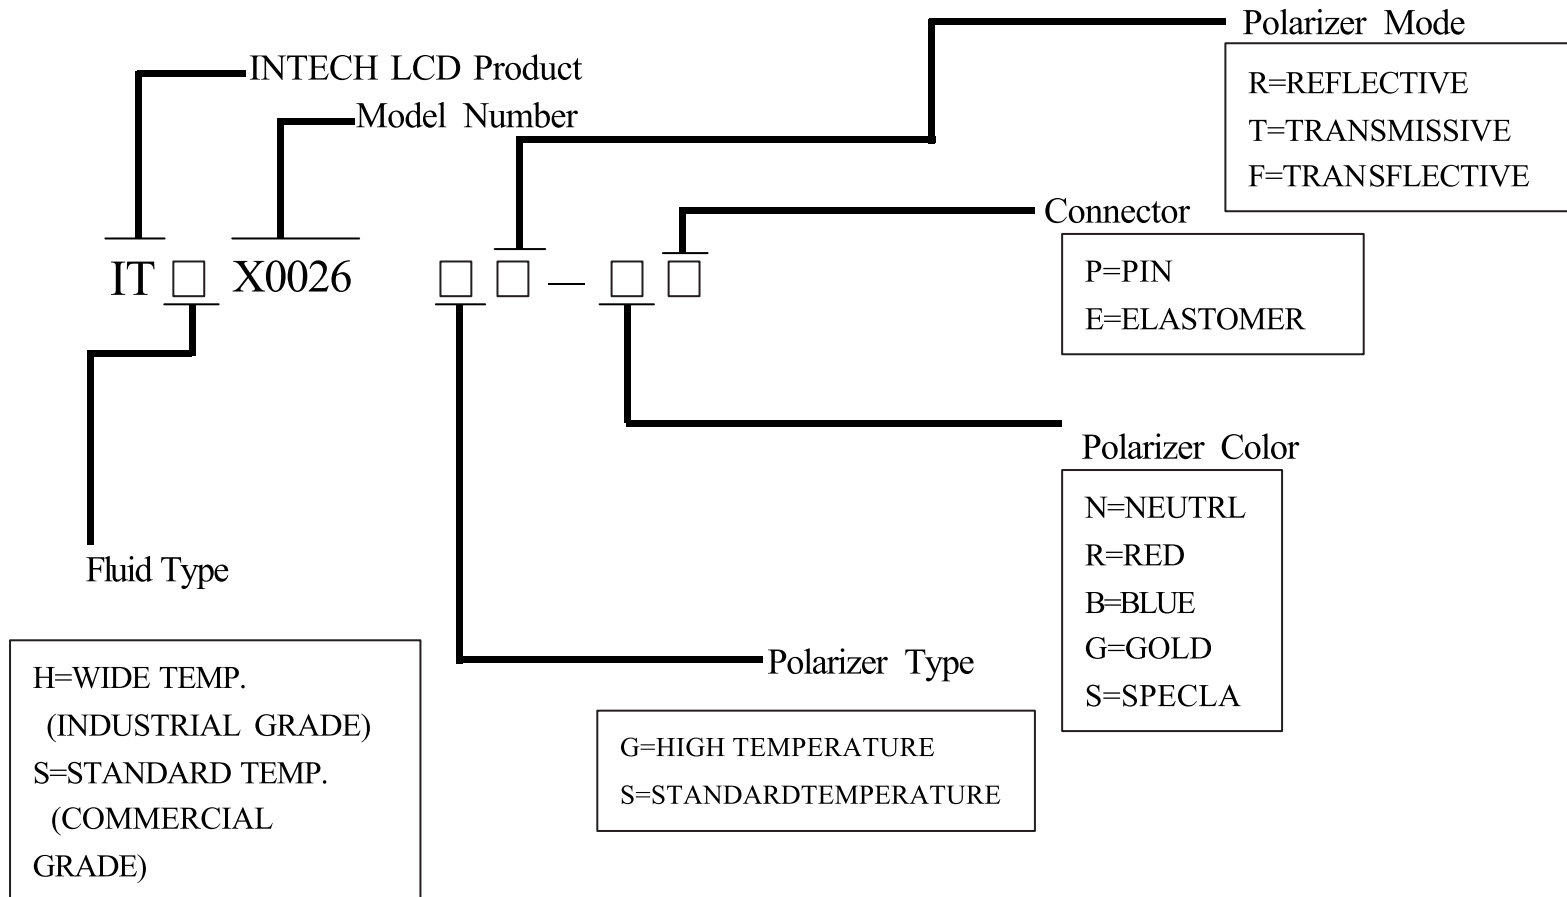 Polarizer Mode
R=REFLECTIVE
T=TRANSMISSIVE
F=TRANSFLECTIVE
INTECH LCD Product
Model Number
Connector
P=PIN
E=ELASTOMER
IT □ X0026 □ □ — □ □
Polarizer Color
N=NEUTRL
R=RED
B=BLUE
G=GOLD
S=SPECLA
Fluid Type
H=WIDE TEMP.
(INDUSTRIAL GRADE)
S=STANDARD TEMP.
(COMMERCIAL
GRADE)
Polarizer Type
G=HIGH TEMPERATURE
S=STANDARDTEMPERATURE